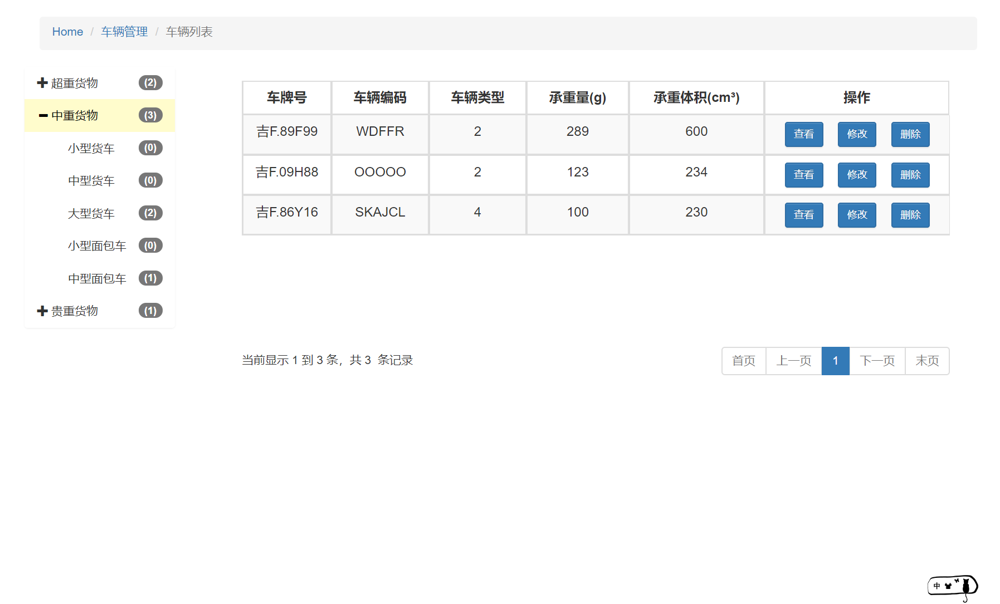 Home / 车辆管理 / 车辆列表
超重货物 (2)
中重货物 (3)
小型货车 (0)
中型货车 (0)
大型货车 (2)
小型面包车 (0)
中型面包车 (1)
贵重货物 (1)
车牌号 车辆编码 车辆类型 承重量(g) 承重体积(cm³) 操作
吉F.89F99 WDFFR 2 289 600 查看 修改 删除
吉F.09H88 OOOOO 2 123 234 查看 修改 删除
吉F.86Y16 SKAJCL 4 100 230 查看 修改 删除
当前显示 1 到 3 条，共 3 条记录
首页 上一页 1 下一页 末页
中